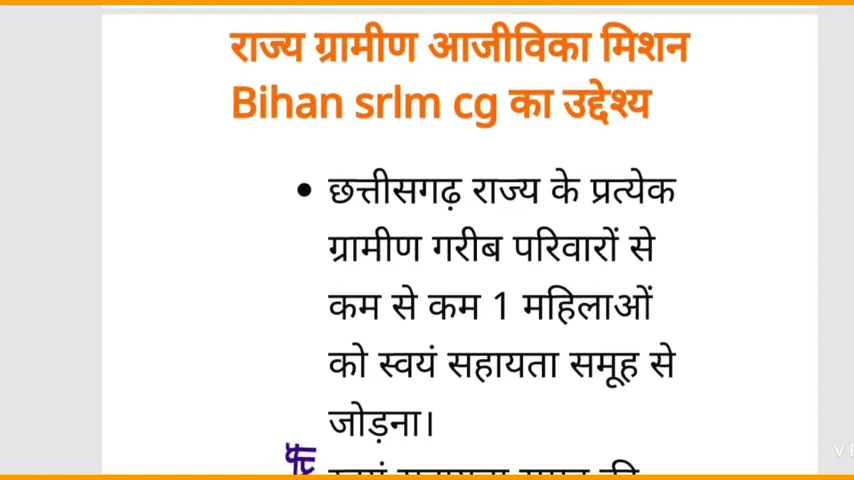 राज्य ग्रामीण आजीविका मिशन
Bihan srlm cg का उद्देश्य
• छत्तीसगढ़ राज्य के प्रत्येक
ग्रामीण गरीब परिवारों से
कम से कम 1 महिलाओं
को स्वयं सहायता समूह से
जोड़ना।